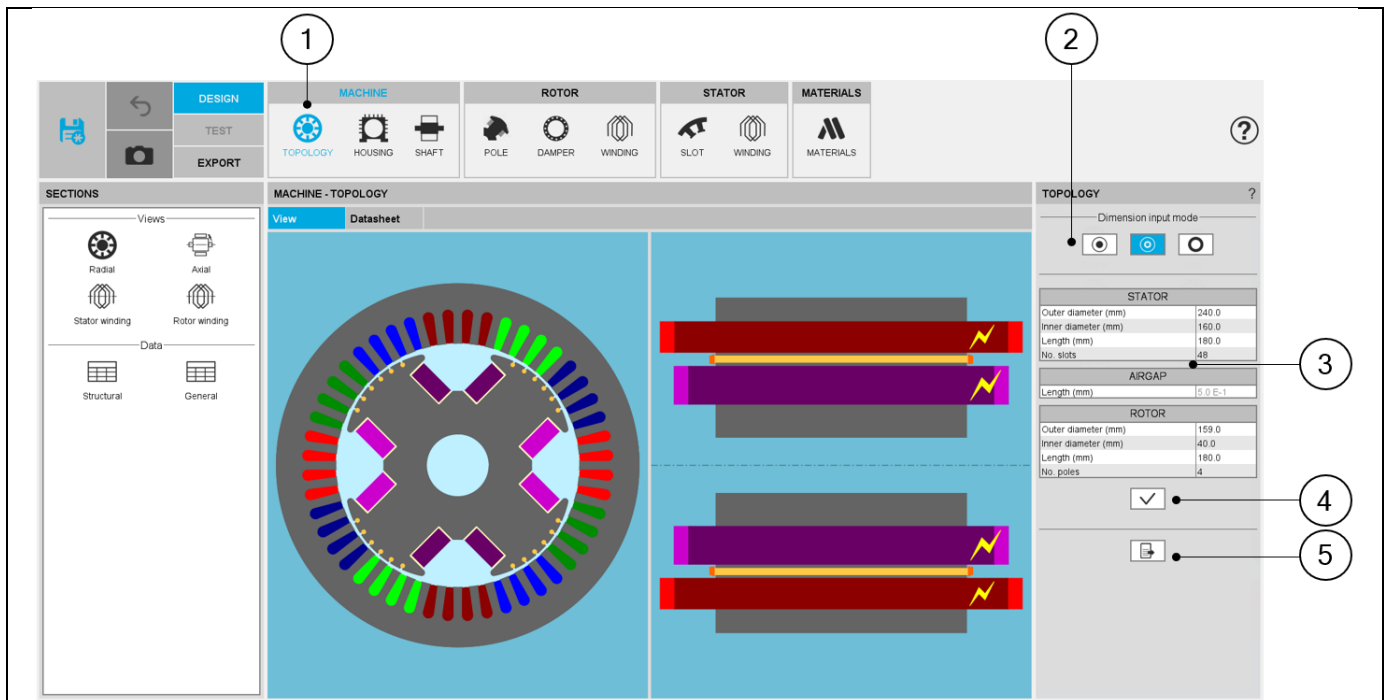 1
2
DESIGN
TEST
EXPORT
MACHINE
TOPOLOGY
HOUSING
SHAFT
ROTOR
POLE
DAMPER
WINDING
STATOR
SLOT
WINDING
MATERIALS
MATERIALS
?
SECTIONS
Views
Radial
Axial
Stator winding
Rotor winding
Data
Structural
General
MACHINE - TOPOLOGY
View
Datasheet
TOPOLOGY ?
Dimension input mode
STATOR
Outer diameter (mm) 240.0
Inner diameter (mm) 160.0
Length (mm) 180.0
No. slots 48
3
AIRGAP
Length (mm) 5.0 E-1
ROTOR
Outer diameter (mm) 159.0
Inner diameter (mm) 40.0
Length (mm) 180.0
No. poles 4
4
5